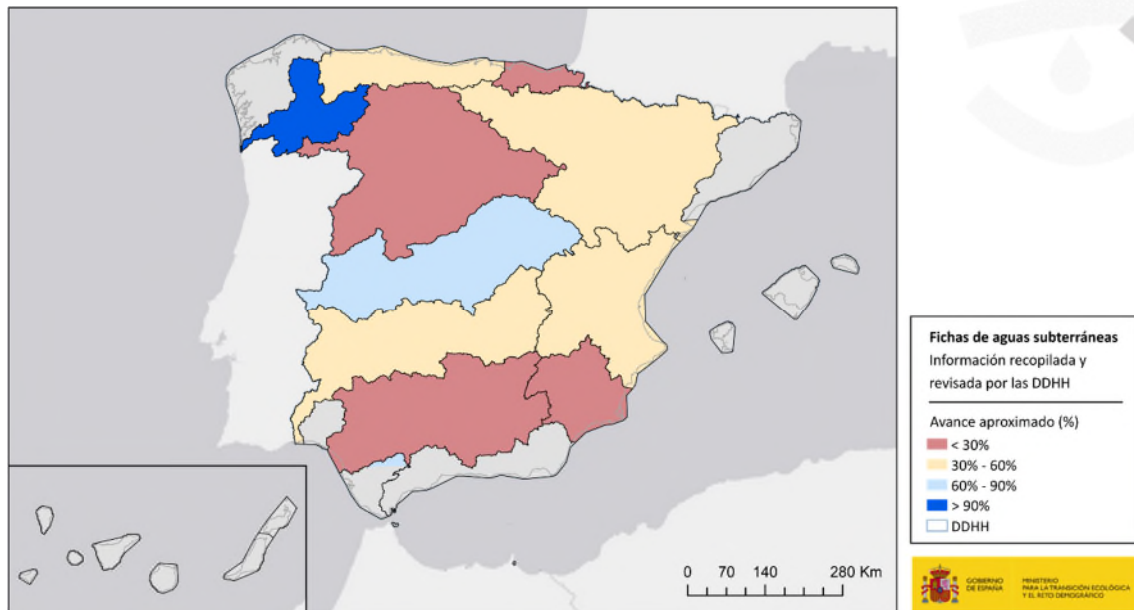 Fichas de aguas subterráneas
Información recopilada y
revisada por las DDHH
Avance aproximado (%)
< 30%
30% - 60%
60% - 90%
> 90%
DDHH
0 70 140 280 Km
GOBIERNO
DE ESPAÑA
MINISTERIO
PARA LA TRANSICIÓN ECOLÓGICA
Y EL RETO DEMOGRÁFICO